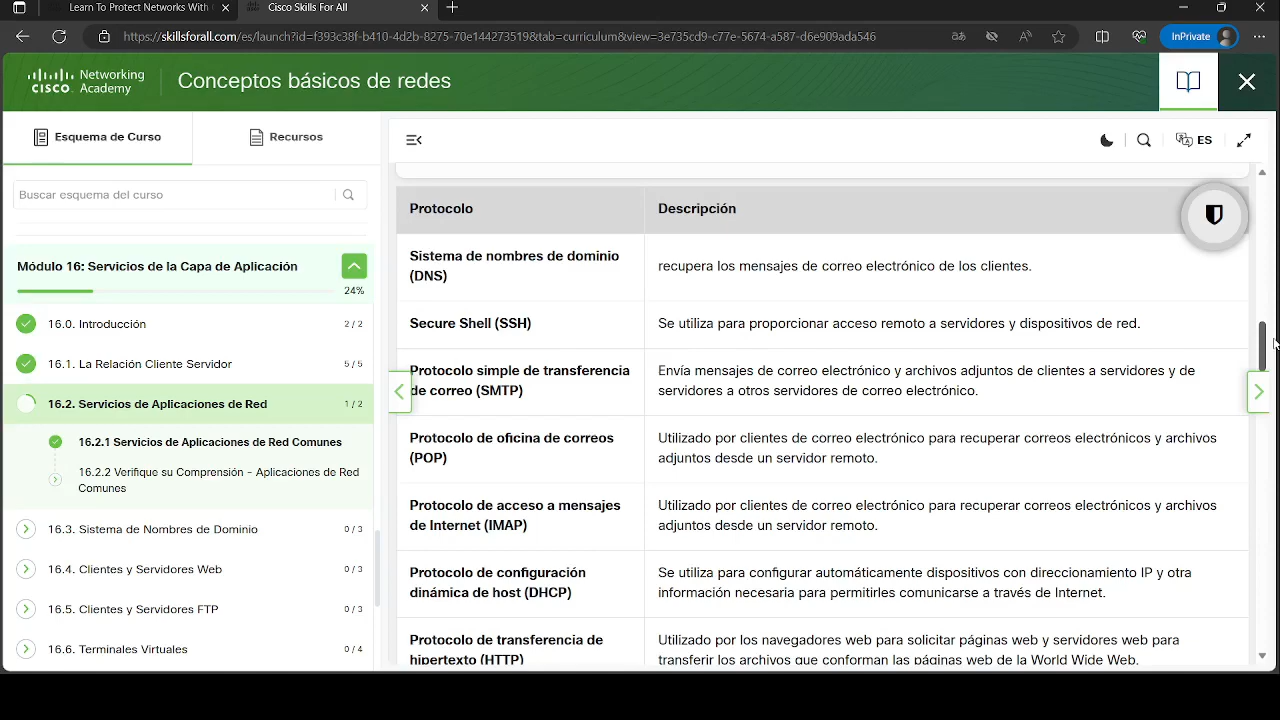 Learn To Protect Networks With
Cisco Skills For All
https://skillsforall.com/es/launch?id=f393c38f-b410-4d2b-8275-70e144273519&tab=curriculum&view=3e735cd9-c77e-5674-a587-d6e909ada546
InPrivate
Networking
CISCO Academy
Conceptos básicos de redes
Esquema de Curso
Recursos
ES
Buscar esquema del curso
Módulo 16: Servicios de la Capa de Aplicación
24%
16.0. Introducción 2 / 2
16.1. La Relación Cliente Servidor 5 / 5
16.2. Servicios de Aplicaciones de Red 1 / 2
16.2.1 Servicios de Aplicaciones de Red Comunes
16.2.2 Verifique su Comprensión - Aplicaciones de Red
Comunes
16.3. Sistema de Nombres de Dominio 0 / 3
16.4. Clientes y Servidores Web 0 / 3
16.5. Clientes y Servidores FTP 0 / 3
16.6. Terminales Virtuales 0 / 4
Protocolo Descripción
Sistema de nombres de dominio
(DNS)
recupera los mensajes de correo electrónico de los clientes.
Secure Shell (SSH)
Se utiliza para proporcionar acceso remoto a servidores y dispositivos de red.
Protocolo simple de transferencia
de correo (SMTP)
Envía mensajes de correo electrónico y archivos adjuntos de clientes a servidores y de
servidores a otros servidores de correo electrónico.
Protocolo de oficina de correos
(POP)
Utilizado por clientes de correo electrónico para recuperar correos electrónicos y archivos
adjuntos desde un servidor remoto.
Protocolo de acceso a mensajes
de Internet (IMAP)
Utilizado por clientes de correo electrónico para recuperar correos electrónicos y archivos
adjuntos desde un servidor remoto.
Protocolo de configuración
dinámica de host (DHCP)
Se utiliza para configurar automáticamente dispositivos con direccionamiento IP y otra
información necesaria para permitirles comunicarse a través de Internet.
Protocolo de transferencia de
hipertexto (HTTP)
Utilizado por los navegadores web para solicitar páginas web y servidores web para
transferir los archivos que conforman las páginas web de la World Wide Web.